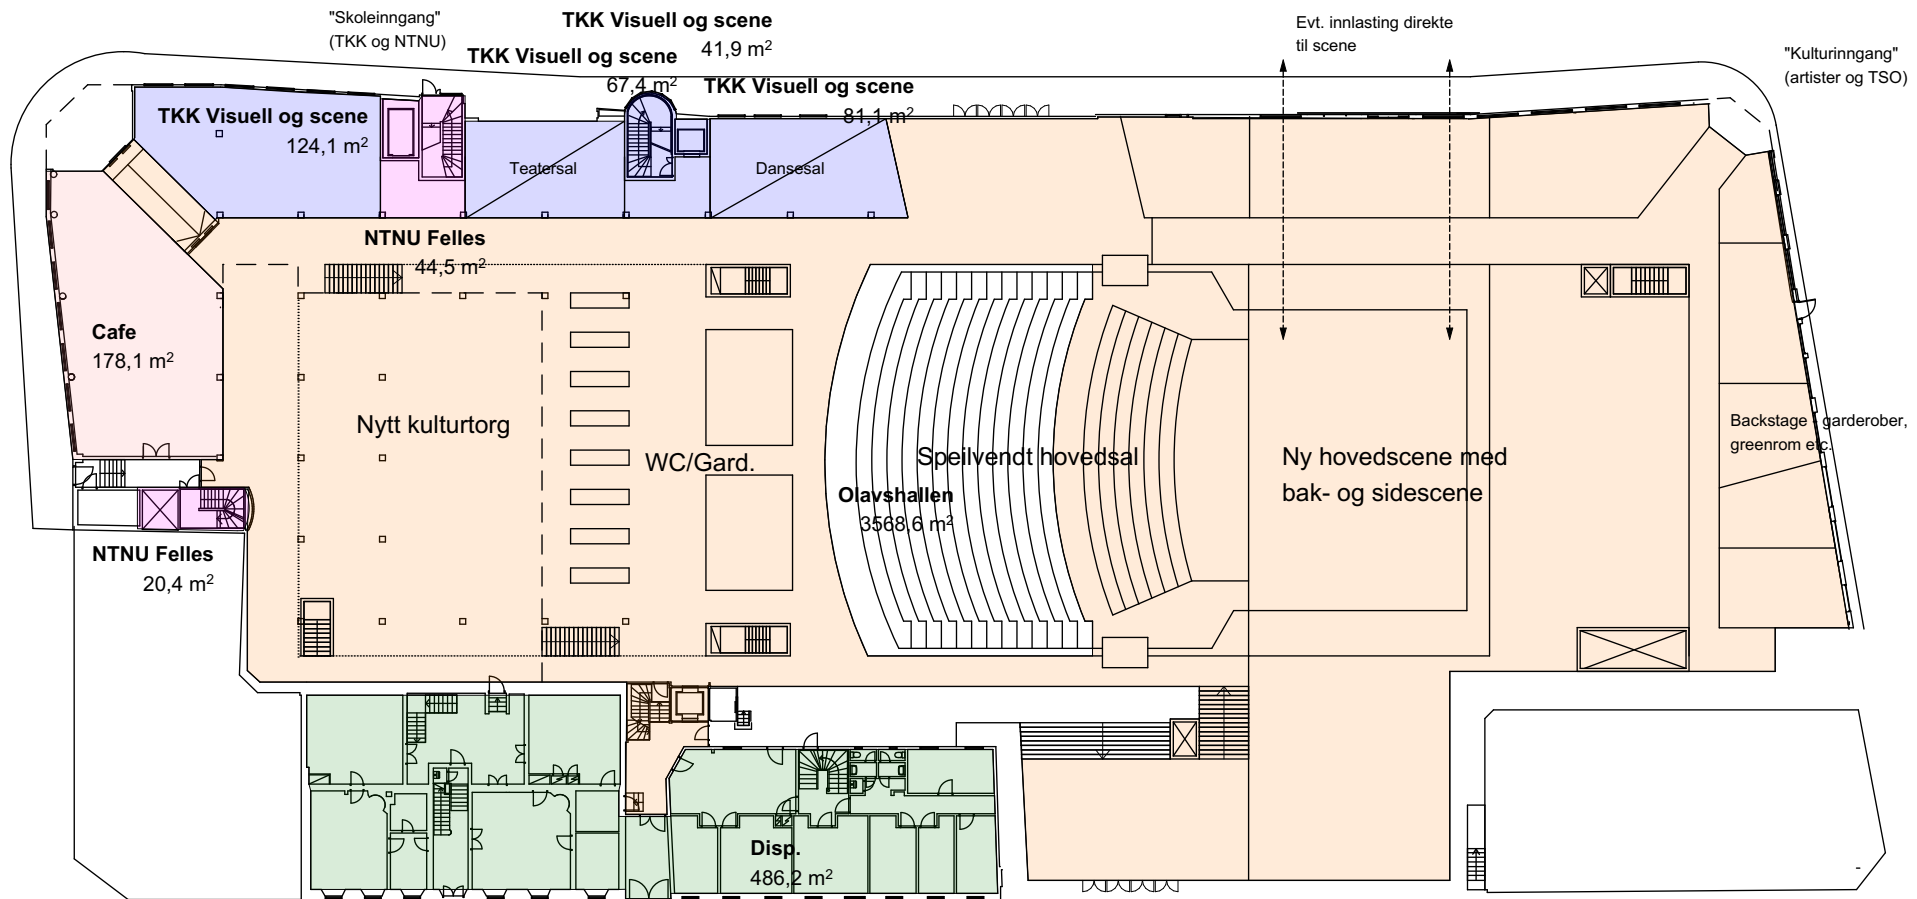 "Skoleinngang"
(TKK og NTNU)
TKK Visuell og scene
41,9 m²
TKK Visuell og scene
67,4 m²
TKK Visuell og scene
81,1 m²
Evt. innlasting direkte
til scene
"Kulturinngang"
(artister og TSO)
TKK Visuell og scene
124,1 m²
Teatersal
Dansesal
NTNU Felles
44,5 m²
Cafe
178,1 m²
Nytt kulturtorg
WC/Gard.
Speilvendt hovedsal
Olavshallen
3568,6 m²
Ny hovedscene med
bak- og sidescene
Backstage - garderober,
greenrom etc.
NTNU Felles
20,4 m²
Disp.
486,2 m²